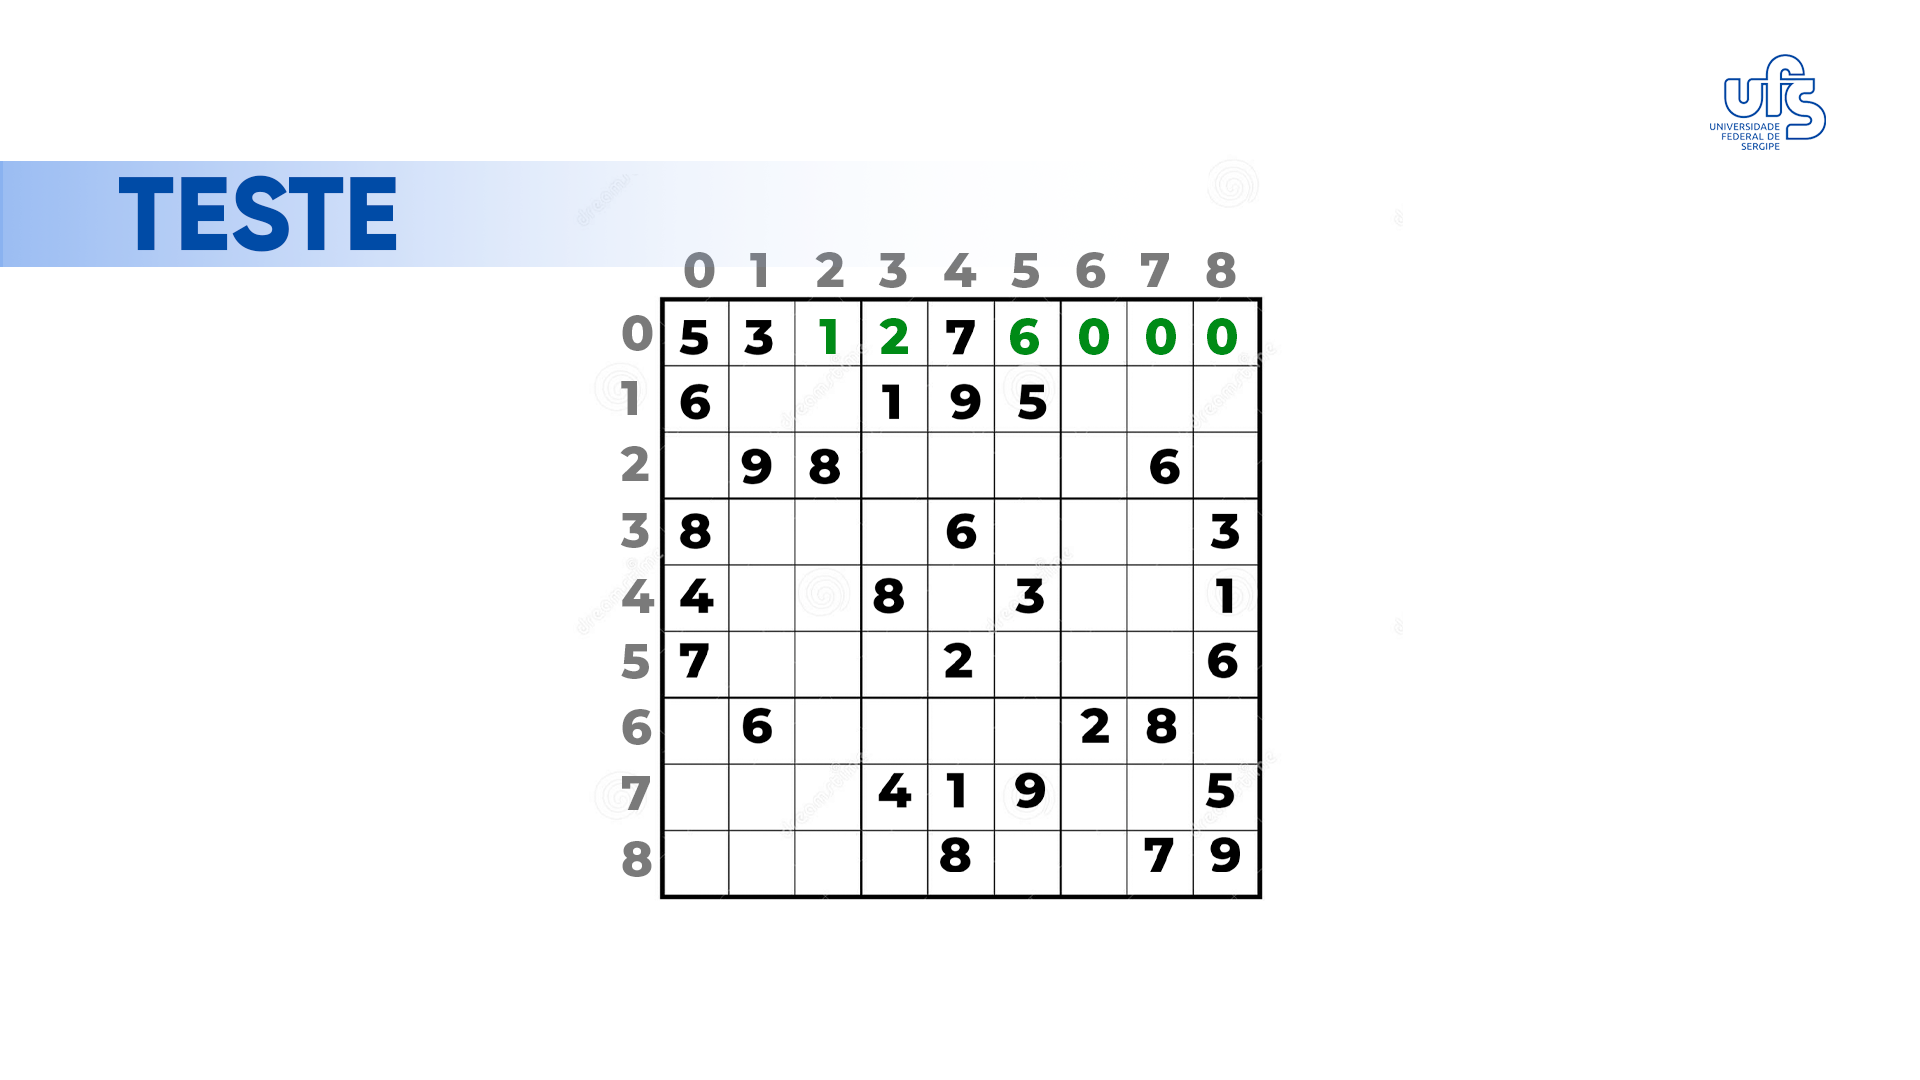 ufs
UNIVERSIDADE
FEDERAL DE
SERGIPE
TESTE
0 1 2 3 4 5 6 7 8
0 5 3 1 2 7 6 0 0 0
1 6 1 9 5
2 9 8 6
3 8 6 3
4 4 8 3 1
5 7 2 6
6 6 2 8
7 4 1 9 5
8 8 7 9